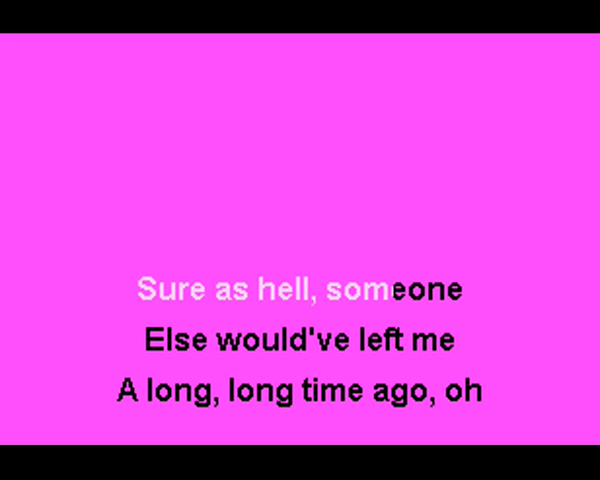 Sure as hell, someone
Else would've left me
A long, long time ago, oh